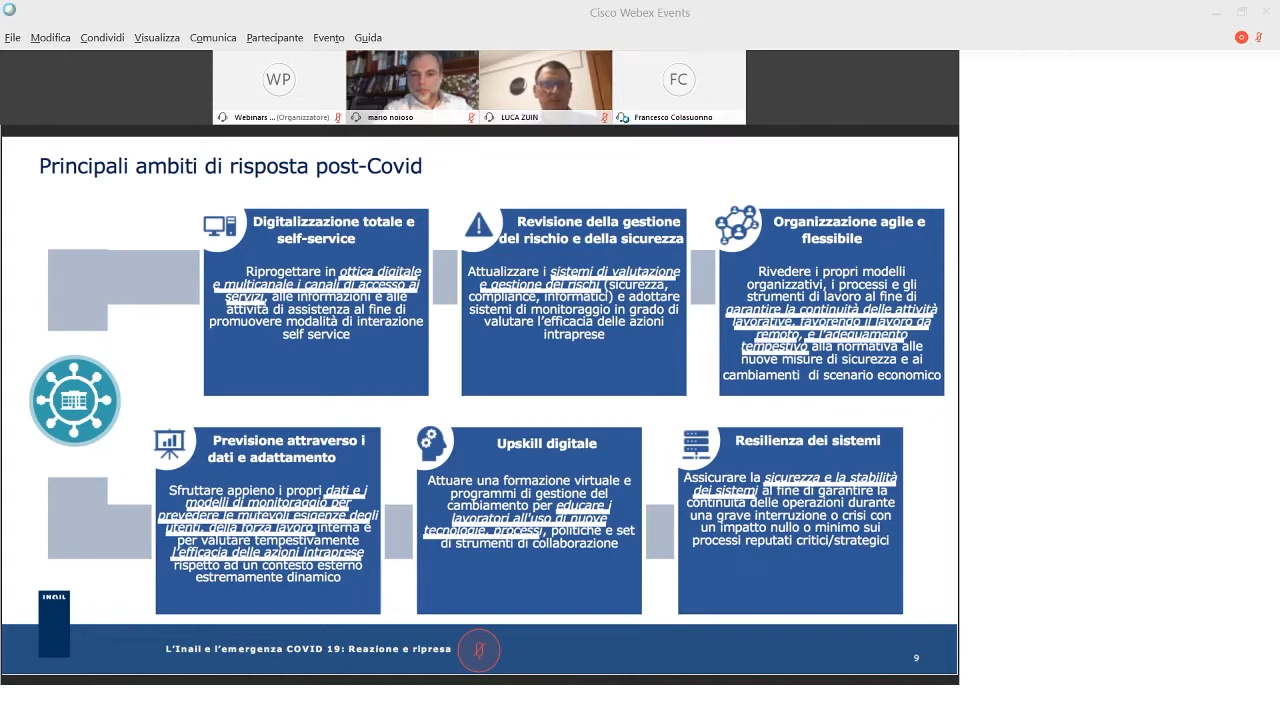 Cisco Webex Events
File Modifica Condividi Visualizza Comunica Partecipante Evento Guida
WP
FC
Webinars ... (Organizzatore)
mario noioso
LUCA ZUIN
Francesco Colasuonno
Principali ambiti di risposta post-Covid
Digitalizzazione totale e
self-service
Riprogettare in ottica digitale
e multicanale i canali di accesso ai
servizi, alle informazioni e alle
attività di assistenza al fine di
promuovere modalità di interazione
self service
Revisione della gestione
del rischio e della sicurezza
Attualizzare i sistemi di valutazione
e gestione dei rischi (sicurezza,
compliance, informatici) e adottare
sistemi di monitoraggio in grado di
valutare l'efficacia delle azioni
intraprese
Organizzazione agile e
flessibile
Rivedere i propri modelli
organizzativi, i processi e gli
strumenti di lavoro al fine di
garantire la continuità delle attività
lavorative, favorendo il lavoro da
remoto, e l'adeguamento
tempestivo alla normativa alle
nuove misure di sicurezza e ai
cambiamenti di scenario economico
Previsione attraverso i
dati e adattamento
Sfruttare appieno i propri dati e i
modelli di monitoraggio per
prevedere le mutevoli esigenze degli
utenti, della forza lavoro interna e
per valutare tempestivamente
l'efficacia delle azioni intraprese
rispetto ad un contesto esterno
estremamente dinamico
Upskill digitale
Attuare una formazione virtuale e
programmi di gestione del
cambiamento per educare i
lavoratori all'uso di nuove
tecnologie, processi, politiche e set
di strumenti di collaborazione
Resilienza dei sistemi
Assicurare la sicurezza e la stabilità
dei sistemi al fine di garantire la
continuità delle operazioni durante
una grave interruzione o crisi con
un impatto nullo o minimo sui
processi reputati critici/strategici
INAIL
L'Inail e l'emergenza COVID 19: Reazione e ripresa
9